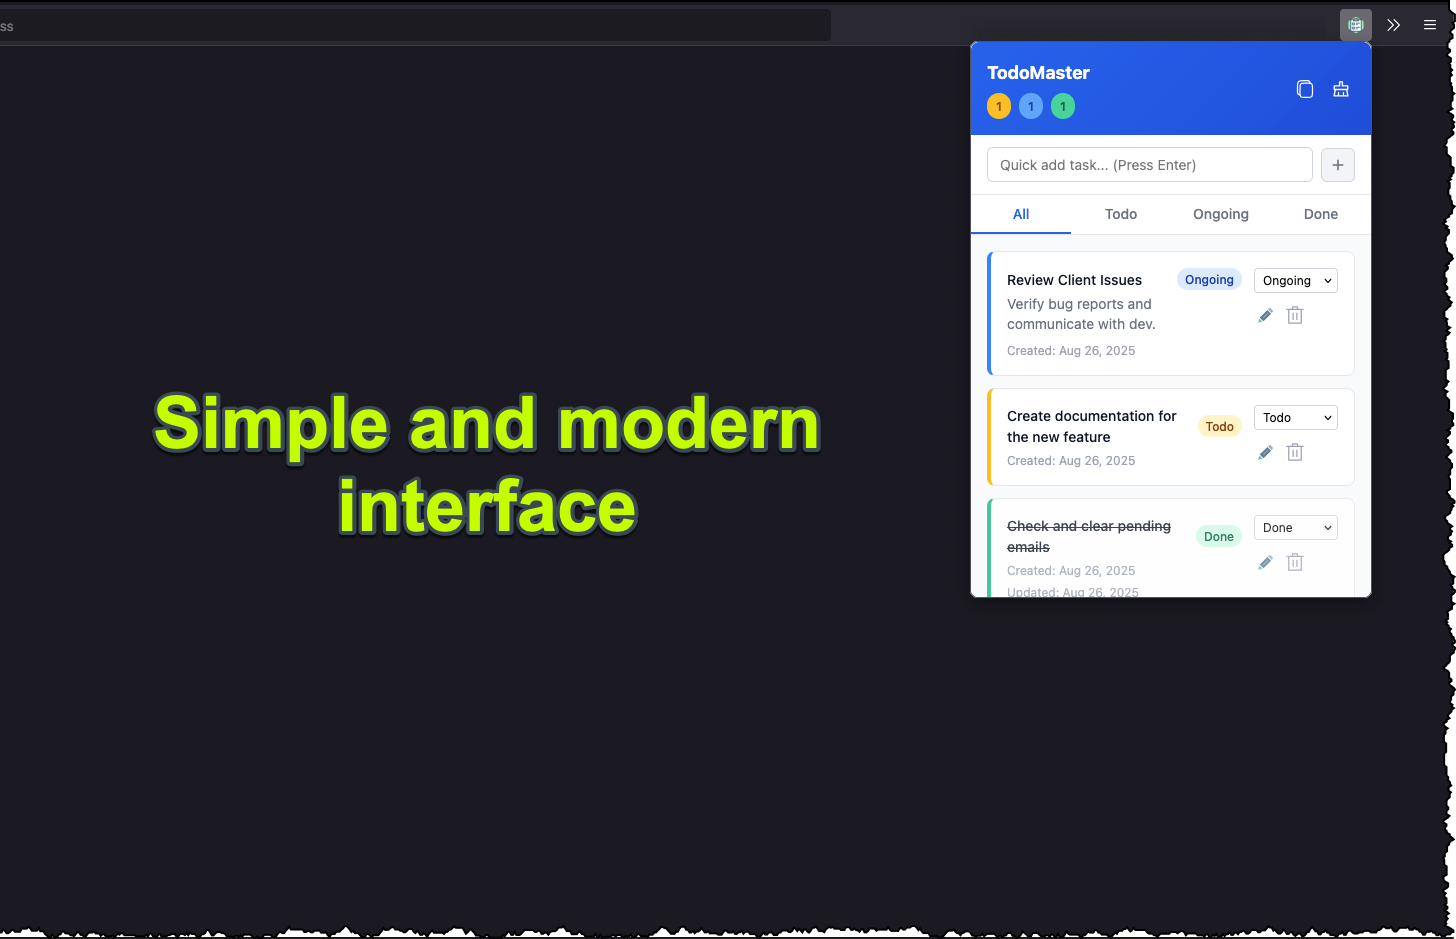 ss
TodoMaster
1 1 1
Quick add task... (Press Enter)
All Todo Ongoing Done
Review Client Issues Ongoing Ongoing
Verify bug reports and
communicate with dev.
Created: Aug 26, 2025
Create documentation for
the new feature
Todo Todo
Created: Aug 26, 2025
Check and clear pending
emails
Done Done
Created: Aug 26, 2025
Updated: Aug 26, 2025
Simple and modern
interface